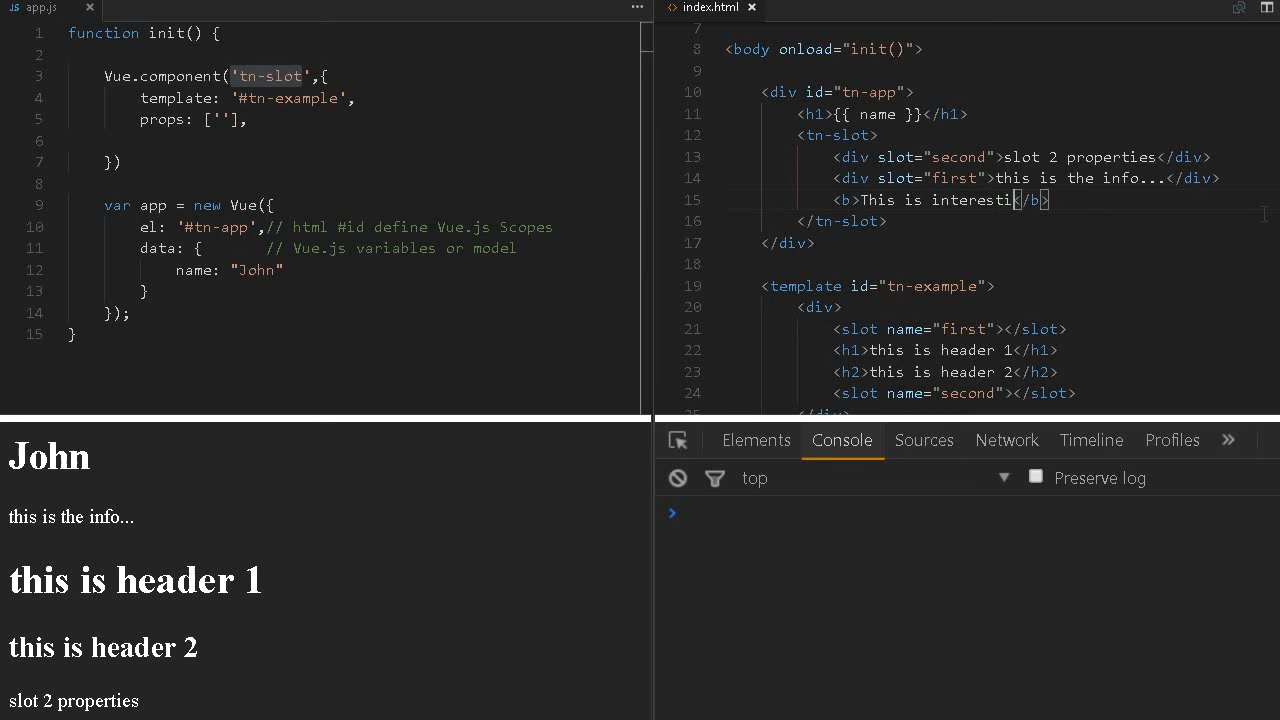 JS app.js ×
1 function init() {
2
3 Vue.component('tn-slot',{
4 template: '#tn-example',
5 props: [''],
6
7 })
8
9 var app = new Vue({
10 el: '#tn-app',// html #id define Vue.js Scopes
11 data: { // Vue.js variables or model
12 name: "John"
13 }
14 });
15 }
<> index.html ×
7
8 <body onload="init()">
9
10 <div id="tn-app">
11 <h1>{{ name }}</h1>
12 <tn-slot>
13 <div slot="second">slot 2 properties</div>
14 <div slot="first">this is the info...</div>
15 <b>This is interesti</b>
16 </tn-slot>
17 </div>
18
19 <template id="tn-example">
20 <div>
21 <slot name="first"></slot>
22 <h1>this is header 1</h1>
23 <h2>this is header 2</h2>
24 <slot name="second"></slot>
25 </div>
John
this is the info...
this is header 1
this is header 2
slot 2 properties
Elements Console Sources Network Timeline Profiles »
top ▼ Preserve log
>